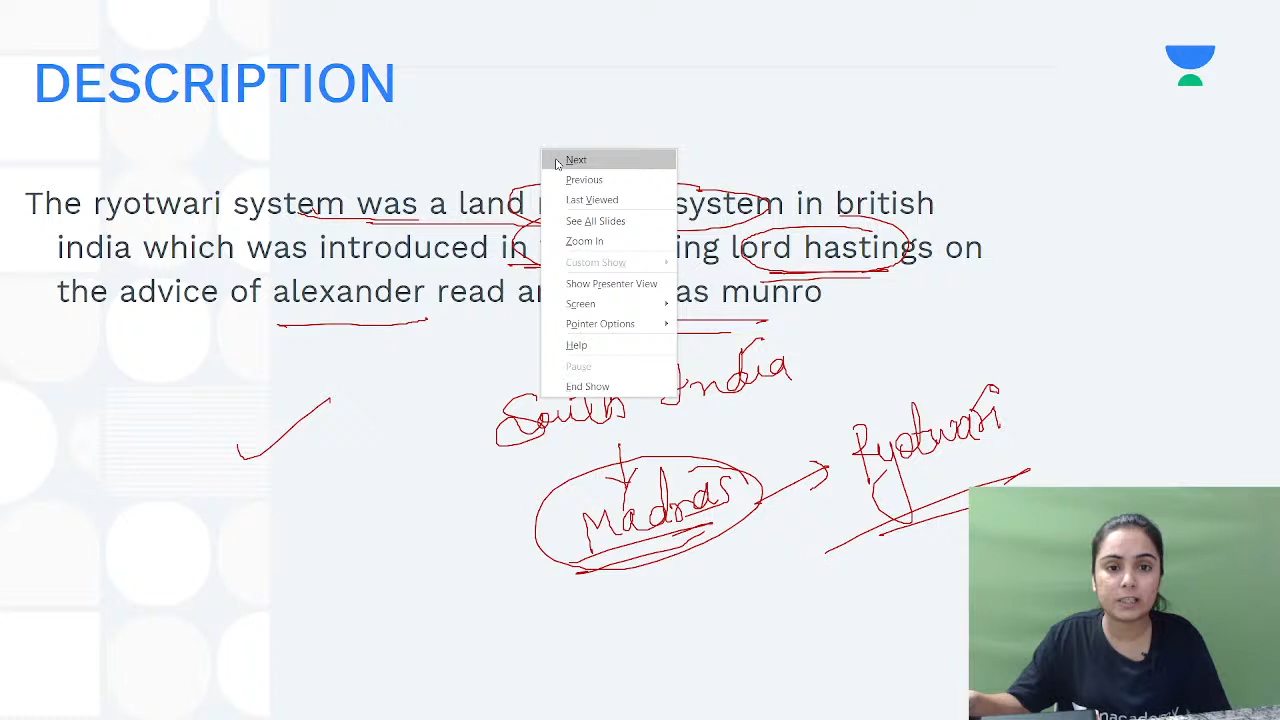 DESCRIPTION
The ryotwari system was a land system in british
india which was introduced in ing lord hastings on
the advice of alexander read as munro
Next
Previous
Last Viewed
See All Slides
Zoom In
Custom Show
Show Presenter View
Screen
Pointer Options
Help
Pause
End Show
South India
Madras
Ryotwari